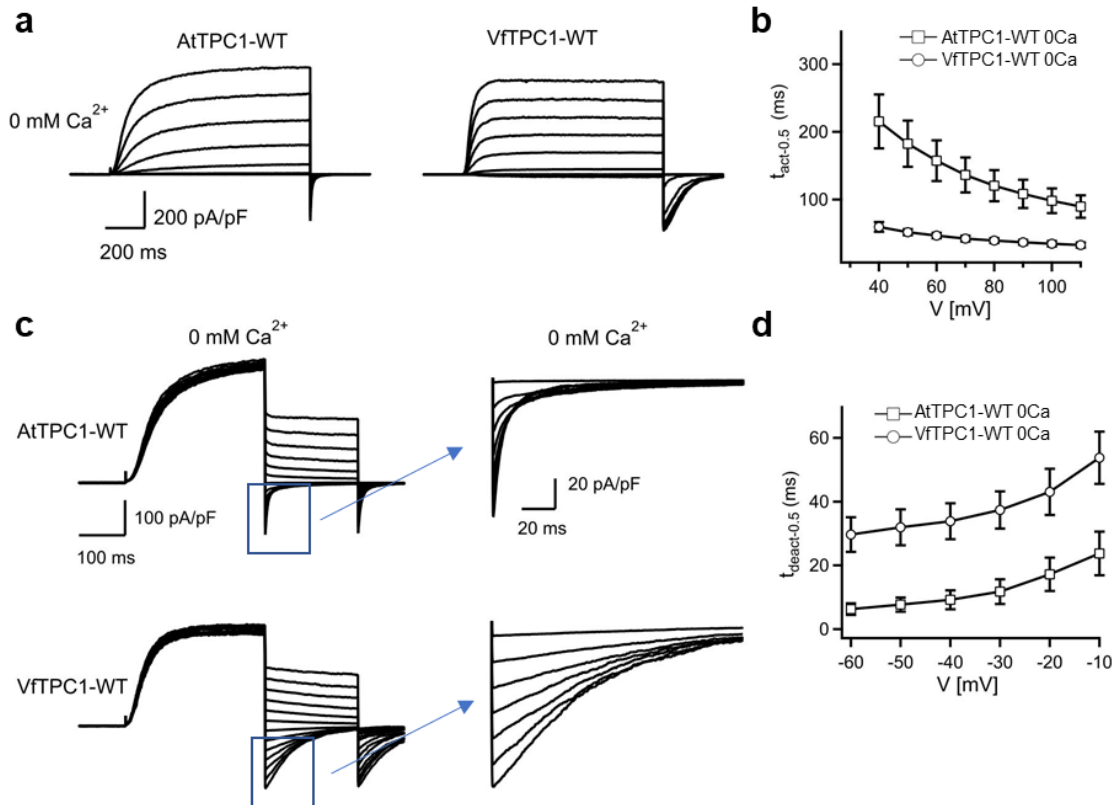 a
AtTPC1-WT
VfTPC1-WT
0 mM Ca²⁺
200 pA/pF
200 ms
b
AtTPC1-WT 0Ca
VfTPC1-WT 0Ca
300
200
100
t_act-0.5 (ms)
40 60 80 100
V [mV]
c
0 mM Ca²⁺
0 mM Ca²⁺
AtTPC1-WT
100 pA/pF
100 ms
20 pA/pF
20 ms
VfTPC1-WT
d
AtTPC1-WT 0Ca
VfTPC1-WT 0Ca
60
40
20
0
t_deact-0.5 (ms)
-60 -50 -40 -30 -20 -10
V [mV]